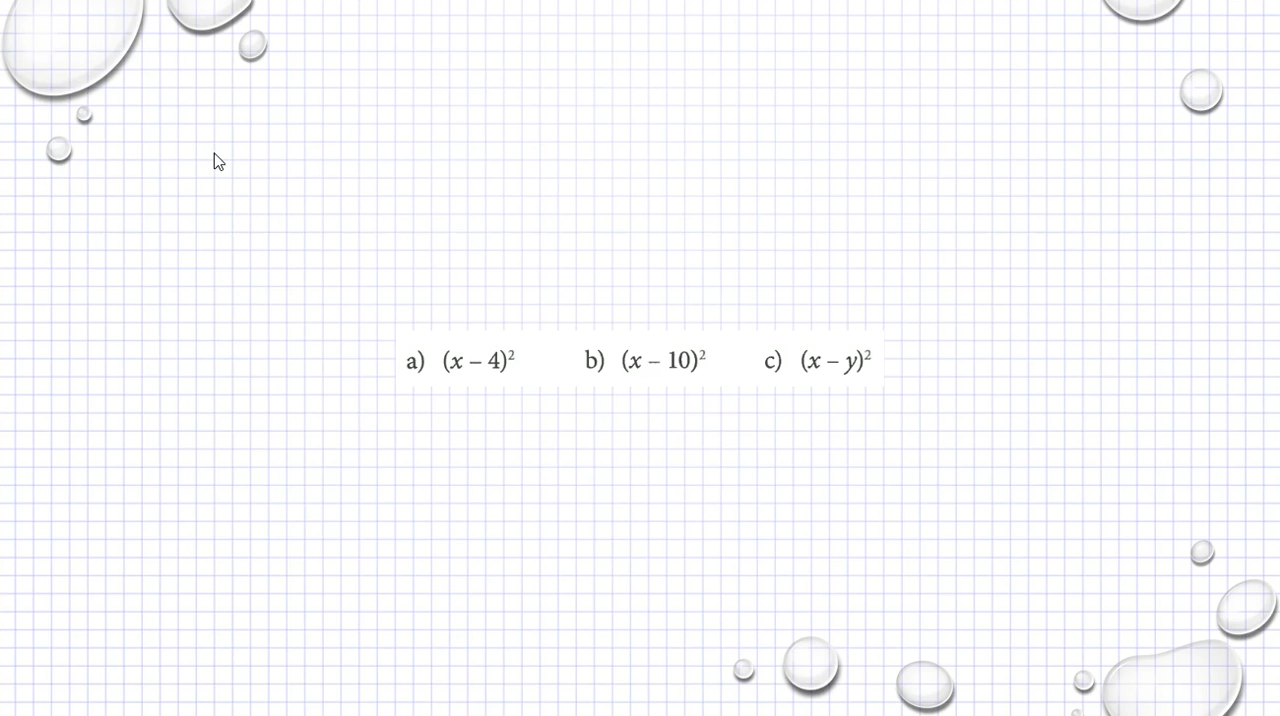 a) (x – 4)² b) (x – 10)² c) (x – y)²